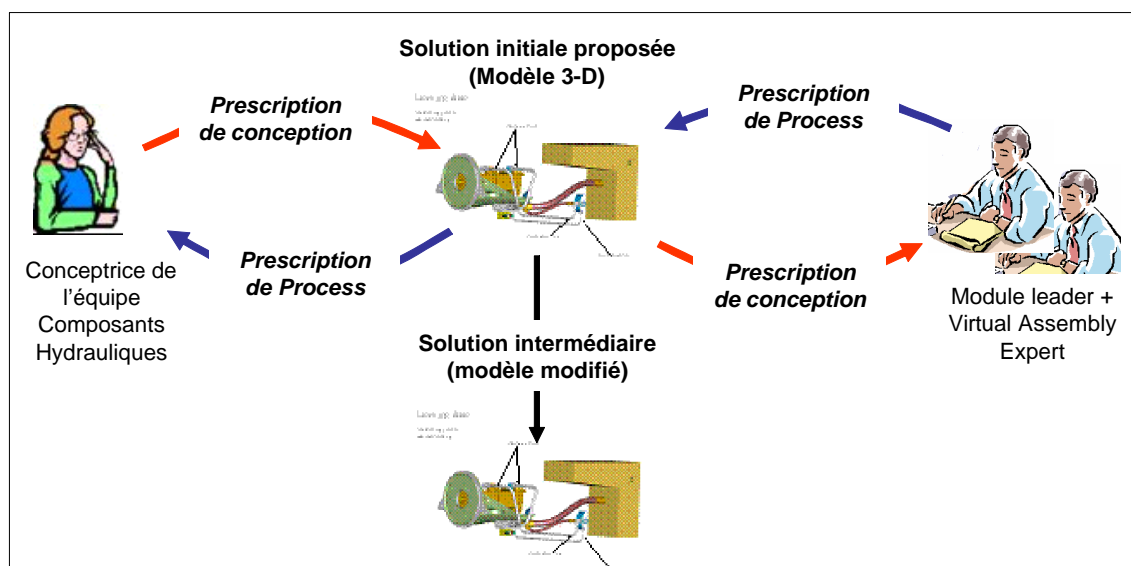 Solution initiale proposée
(Modèle 3-D)
Prescription
de conception
Prescription
de Process
Conceptrice de
l'équipe
Composants
Hydrauliques
Prescription
de Process
Prescription
de conception
Module leader +
Virtual Assembly
Expert
Solution intermédiaire
(modèle modifié)